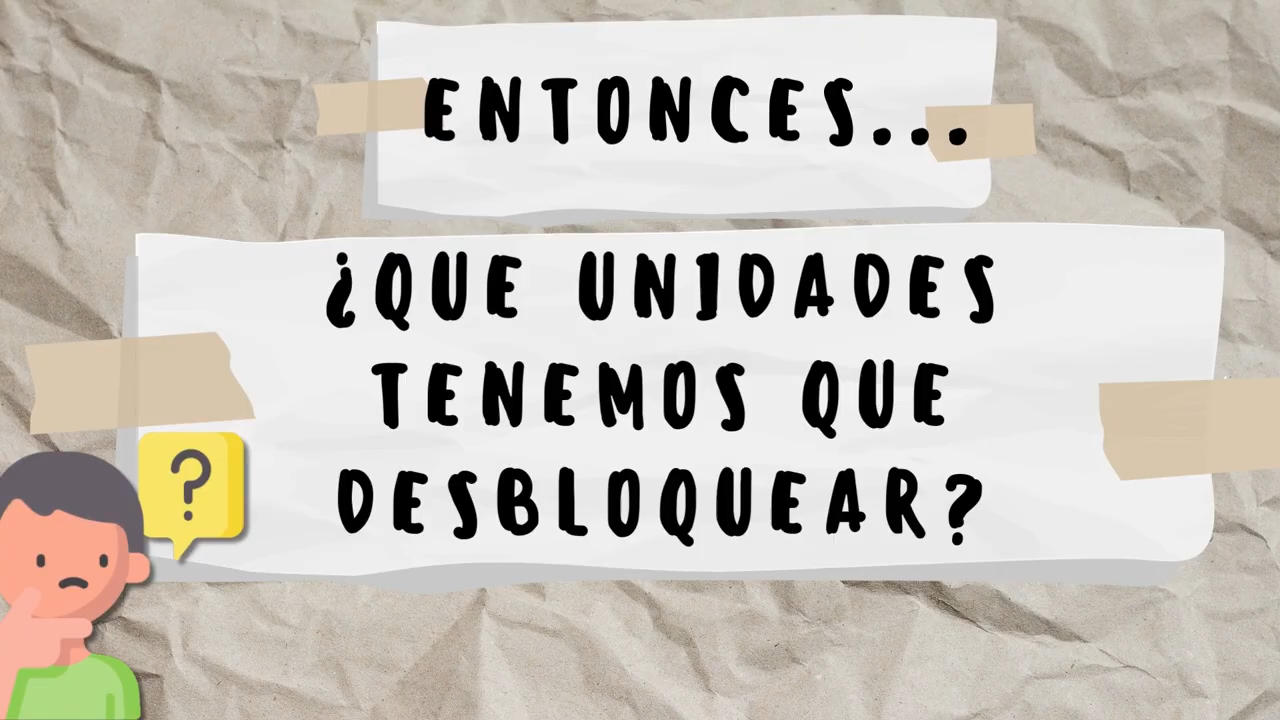 ENTONCES...
¿QUE UNIDADES
TENEMOS QUE
DESBLOQUEAR?
?